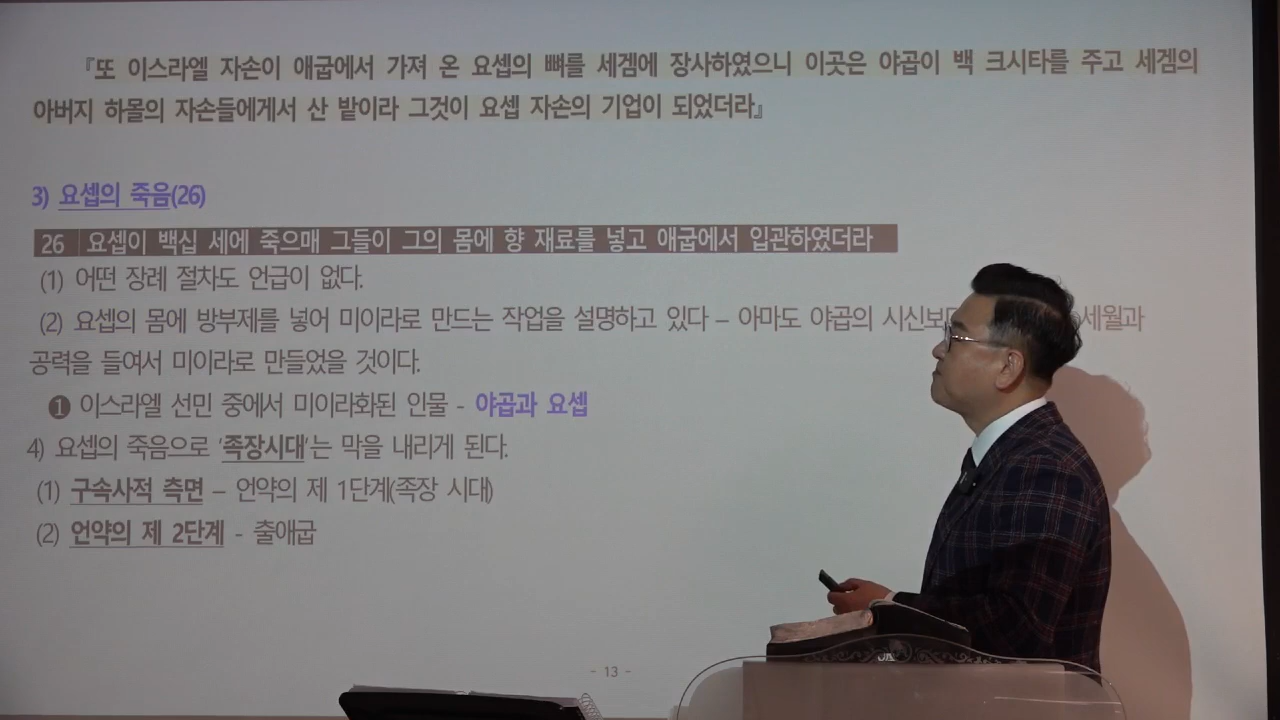 『또 이스라엘 자손이 애굽에서 가져 온 요셉의 뼈를 세겜에 장사하였으니 이곳은 야곱이 백 크시타를 주고 세겜의
아버지 하몰의 자손들에게서 산 밭이라 그것이 요셉 자손의 기업이 되었더라』
3) 요셉의 죽음(26)
26 요셉이 백십 세에 죽으매 그들이 그의 몸에 향 재료를 넣고 애굽에서 입관하였더라
(1) 어떤 장례 절차도 언급이 없다.
(2) 요셉의 몸에 방부제를 넣어 미이라로 만드는 작업을 설명하고 있다 – 아마도 야곱의 세월과
공력을 들여서 미이라로 만들었을 것이다.
❶ 이스라엘 선민 중에서 미이라화된 인물 - 야곱과 요셉
4) 요셉의 죽음으로 '족장시대'는 막을 내리게 된다.
(1) 구속사적 측면 – 언약의 제 1단계(족장 시대)
(2) 언약의 제 2단계 - 출애굽
- 13 -